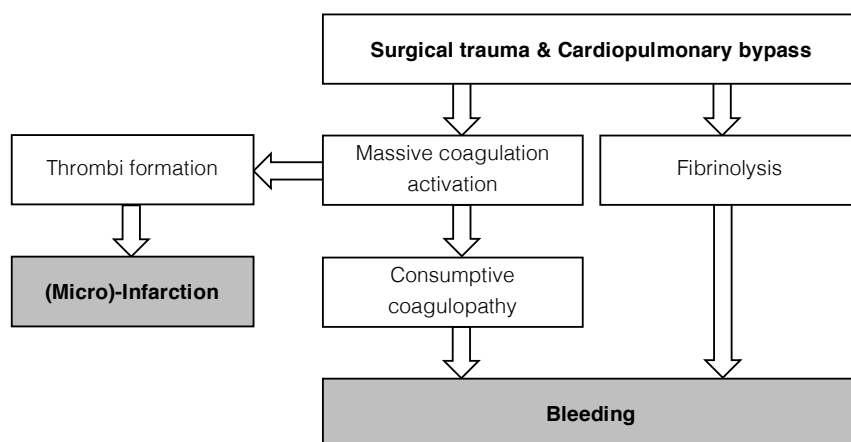 Surgical trauma & Cardiopulmonary bypass
Thrombi formation
Massive coagulation
activation
Fibrinolysis
(Micro)-Infarction
Consumptive
coagulopathy
Bleeding